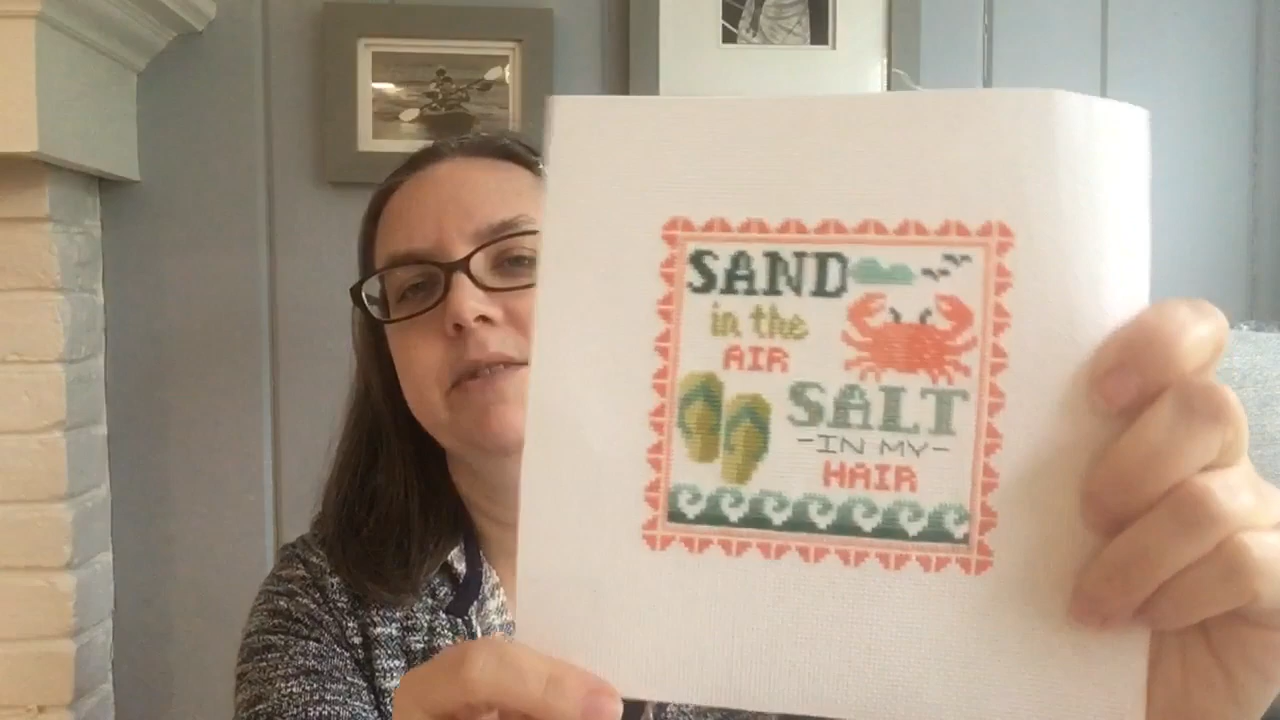 SAND
in the
AIR
SALT
-IN MY-
HAIR